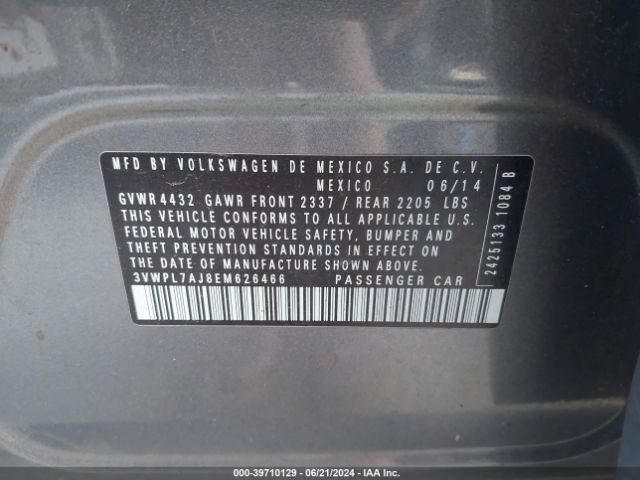 MFD BY VOLKSWAGEN DE MEXICO S.A. DE C.V.
MEXICO 06/14
GVWR 4432 GAWR FRONT 2337 / REAR 2205 LBS
THIS VEHICLE CONFORMS TO ALL APPLICABLE U.S.
FEDERAL MOTOR VEHICLE SAFETY, BUMPER AND
THEFT PREVENTION STANDARDS IN EFFECT ON
THE DATE OF MANUFACTURE SHOWN ABOVE.
3VWPL7AJ8EM626466 PASSENGER CAR
2425133 1084 B
000-39710129 - 06/21/2024 - IAAI.COM